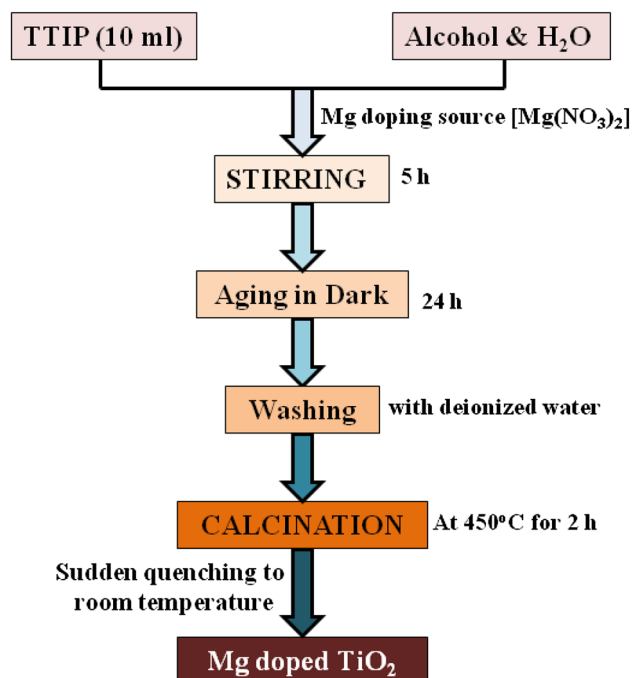 TTIP (10 ml)
Alcohol & H₂O
Mg doping source [Mg(NO₃)₂]
STIRRING
5 h
Aging in Dark
24 h
Washing
with deionized water
CALCINATION
At 450°C for 2 h
Sudden quenching to
room temperature
Mg doped TiO₂